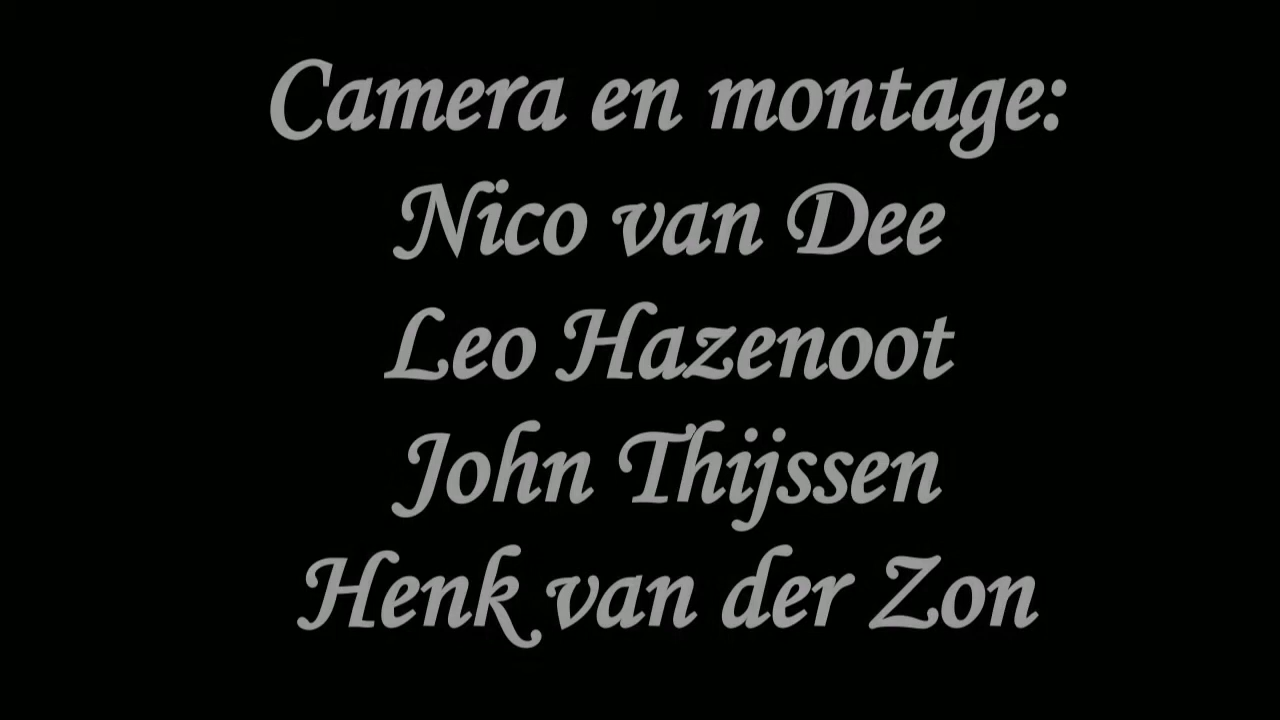 Camera en montage:
Nico van Dee
Leo Hazenoot
John Thijssen
Henk van der Zon